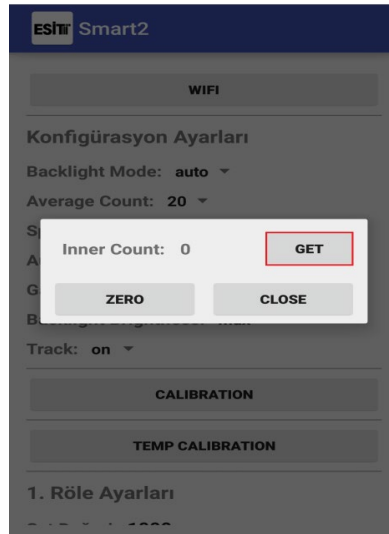 ESİTR Smart2
WIFI
Konfigürasyon Ayarları
Backlight Mode: auto
Average Count: 20
Inner Count: 0 GET
ZERO CLOSE
Track: on
CALIBRATION
TEMP CALIBRATION
1. Röle Ayarları